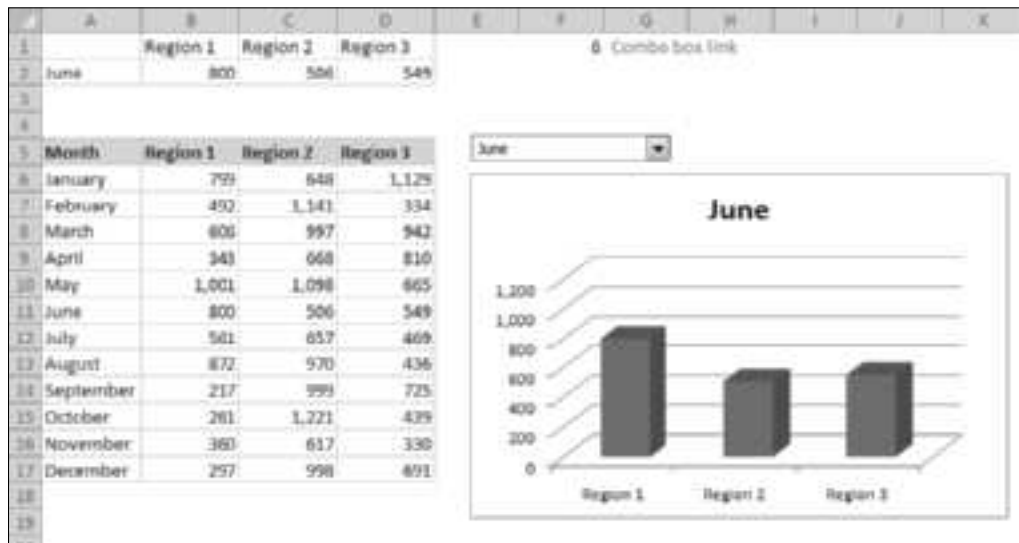 A B C D E F G H I J K
1 Region 1 Region 2 Region 3 6 Combo box link
2 June 800 506 549
3
4
5 Month Region 1 Region 2 Region 3 June
6 January 793 648 1,129
7 February 492 1,141 334
8 March 606 997 942
9 April 343 668 810
10 May 1,001 1,098 665
11 June 800 506 549
12 July 561 657 469
13 August 872 970 436
14 September 217 999 725
15 October 261 1,221 439
16 November 360 617 330
17 December 297 998 691
18
19
June
1,200
1,000
800
600
400
200
0
Region 1 Region 2 Region 3